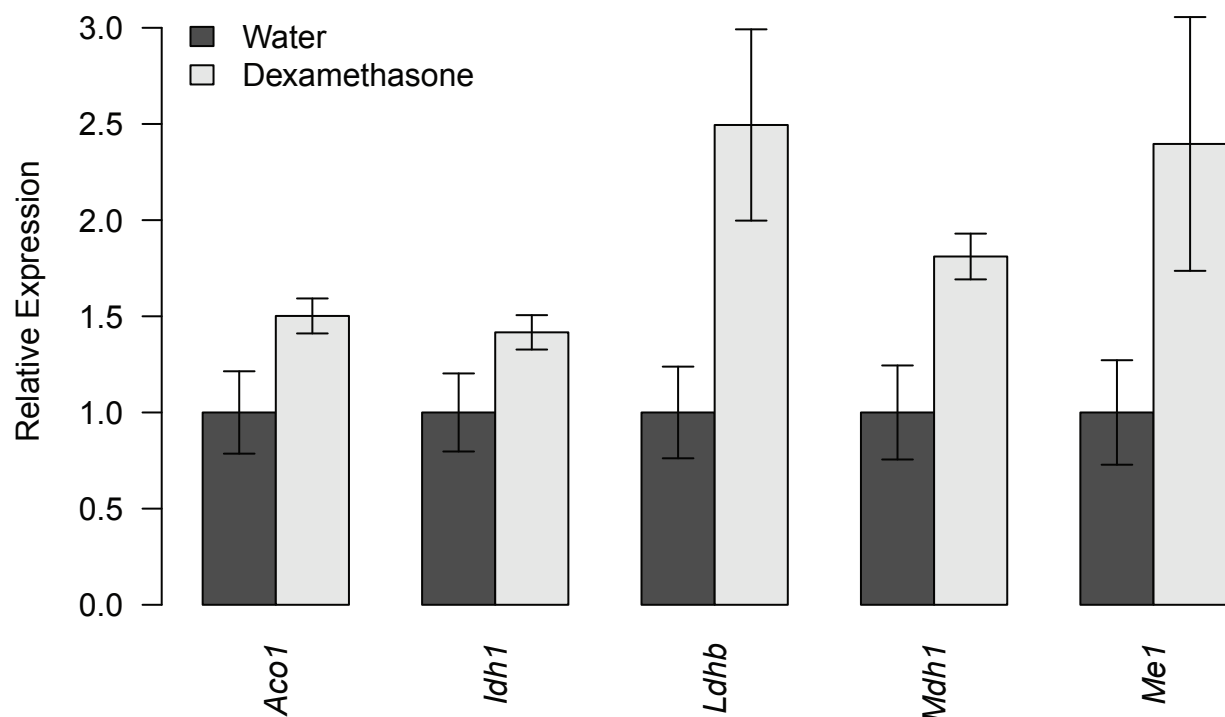 Relative Expression
3.0
2.5
2.0
1.5
1.0
0.5
0.0
Water
Dexamethasone
Aco1
Idh1
Ldhb
Mdh1
Me1